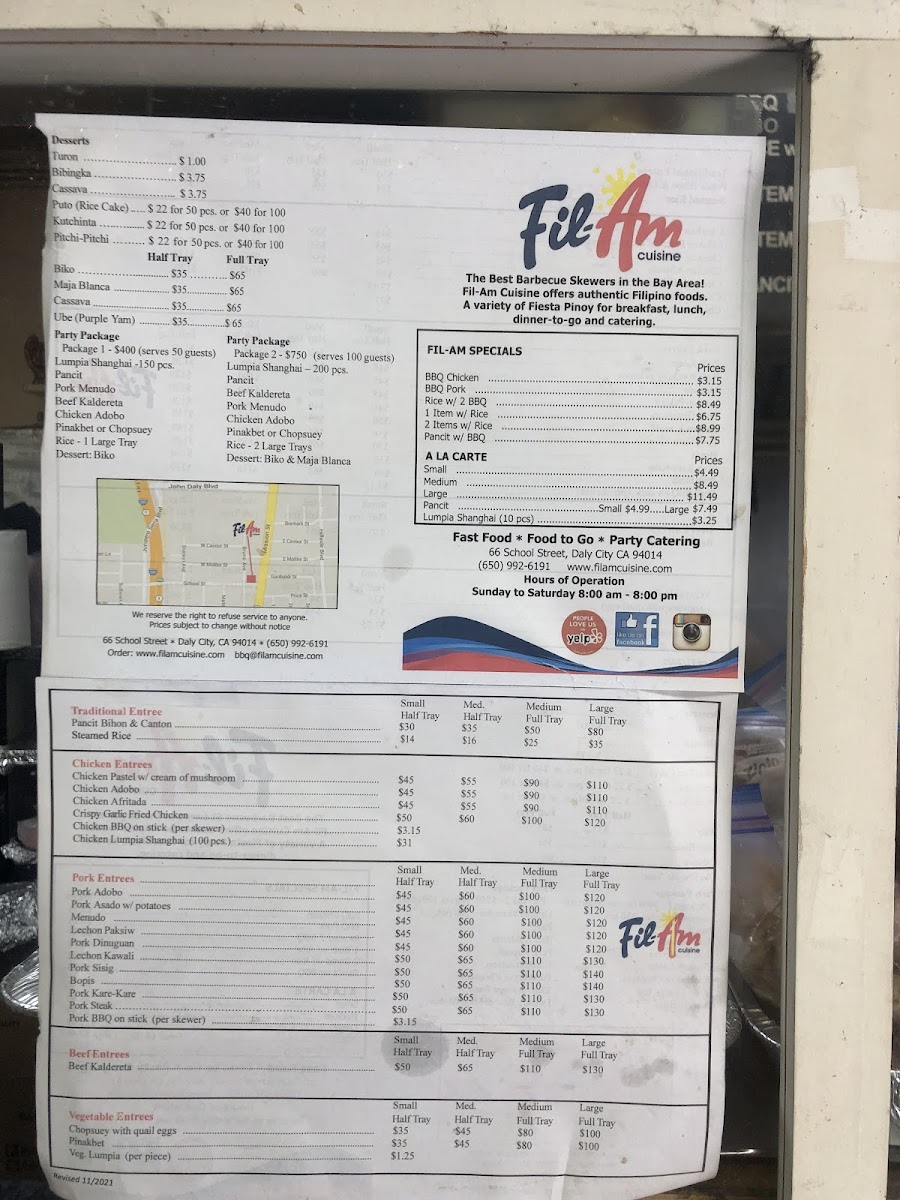 Desserts
Turon ........ $ 1.00
Bibingka ........ $ 3.75
Cassava ........ $ 3.75
Puto (Rice Cake) ..... $ 22 for 50 pcs. or $40 for 100
Kutchinta ........ $ 22 for 50 pcs. or $40 for 100
Pitchi-Pitchi ........ $ 22 for 50 pcs. or $40 for 100
Half Tray Full Tray
Biko ........ $35 ........ $65
Maja Blanca ........ $35 ........ $65
Cassava ........ $35 ........ $65
Ube (Purple Yam) ........ $35 ........ $ 65
Party Package
Package 1 - $400 (serves 50 guests)
Lumpia Shanghai -150 pcs.
Pancit
Pork Menudo
Beef Kaldereta
Chicken Adobo
Pinakbet or Chopsuey
Rice - 1 Large Tray
Dessert: Biko
Party Package
Package 2 - $750 (serves 100 guests)
Lumpia Shanghai – 200 pcs.
Pancit
Beef Kaldereta
Pork Menudo
Chicken Adobo
Pinakbet or Chopsuey
Rice - 2 Large Trays
Dessert: Biko & Maja Blanca
John Daly Blvd
Fil-Am
Mission St
School St
We reserve the right to refuse service to anyone.
Prices subject to change without notice
66 School Street * Daly City, CA 94014 * (650) 992-6191
Order: www.filamcuisine.com bbq@filamcuisine.com
Fil-Am
cuisine
The Best Barbecue Skewers in the Bay Area!
Fil-Am Cuisine offers authentic Filipino foods.
A variety of Fiesta Pinoy for breakfast, lunch,
dinner-to-go and catering.
FIL-AM SPECIALS
Prices
BBQ Chicken ........ $3.15
BBQ Pork ........ $3.15
Rice w/ 2 BBQ ........ $8.49
1 Item w/ Rice ........ $6.75
2 Items w/ Rice ........ $8.99
Pancit w/ BBQ ........ $7.75
A LA CARTE Prices
Small ........ $4.49
Medium ........ $8.49
Large ........ $11.49
Pancit ........ Small $4.99.....Large $7.49
Lumpia Shanghai (10 pcs) ........ $3.25
Fast Food * Food to Go * Party Catering
66 School Street, Daly City CA 94014
(650) 992-6191 www.filamcuisine.com
Hours of Operation
Sunday to Saturday 8:00 am - 8:00 pm
PEOPLE
LOVE US
on
yelp
like us on
facebook
Small Med. Medium Large
Traditional Entree Half Tray Half Tray Full Tray Full Tray
Pancit Bihon & Canton ........ $30 $35 $50 $80
Steamed Rice ........ $14 $16 $25 $35
Chicken Entrees
Chicken Pastel w/ cream of mushroom ........ $45 $55 $90 $110
Chicken Adobo ........ $45 $55 $90 $110
Chicken Afritada ........ $45 $55 $90 $110
Crispy Garlic Fried Chicken ........ $50 $60 $100 $120
Chicken BBQ on stick (per skewer) ........ $3.15
Chicken Lumpia Shanghai (100 pcs.) ........ $31
Small Med. Medium Large
Pork Entrees Half Tray Half Tray Full Tray Full Tray
Pork Adobo ........ $45 $60 $100 $120
Pork Asado w/ potatoes ........ $45 $60 $100 $120
Menudo ........ $45 $60 $100 $120
Lechon Paksiw ........ $45 $60 $100 $120
Pork Dinuguan ........ $45 $60 $100 $120
Lechon Kawali ........ $50 $65 $110 $130
Pork Sisig ........ $50 $65 $110 $140
Bopis ........ $50 $65 $110 $140
Pork Kare-Kare ........ $50 $65 $110 $130
Pork Steak ........ $50 $65 $110 $130
Pork BBQ on stick (per skewer) ........ $3.15
Fil-Am
cuisine
Small Med. Medium Large
Beef Entrees Half Tray Half Tray Full Tray Full Tray
Beef Kaldereta ........ $50 $65 $110 $130
Small Med. Medium Large
Vegetable Entrees Half Tray Half Tray Full Tray Full Tray
Chopsuey with quail eggs ........ $35 $45 $80 $100
Pinakbet ........ $35 $45 $80 $100
Veg. Lumpia (per piece) ........ $1.25
Revised 11/2021